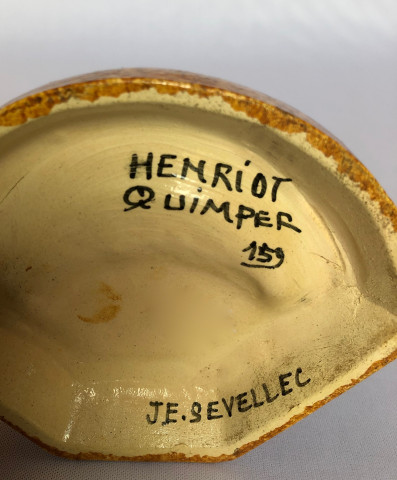 HENRiOT
QUiMPER
159
JE.SEVELLEC